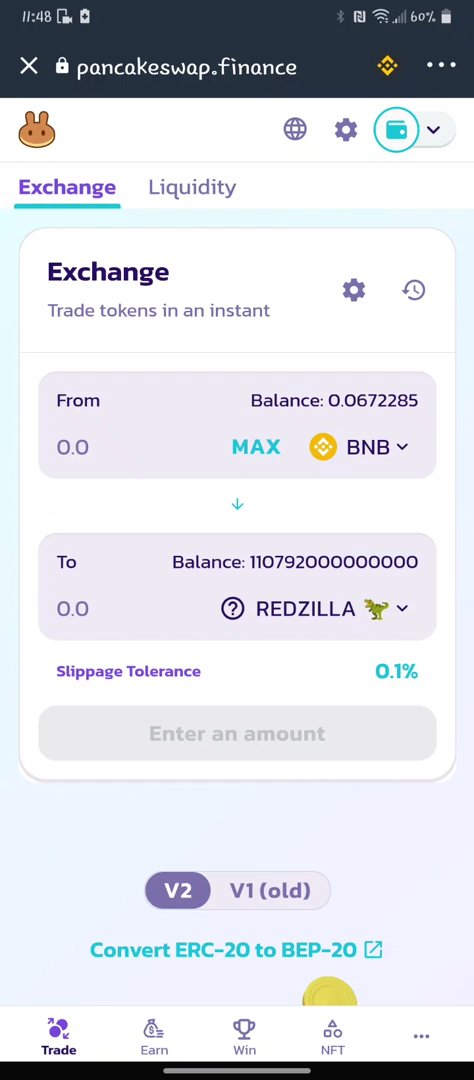 11:48
60%
pancakeswap.finance
Exchange Liquidity
Exchange
Trade tokens in an instant
From Balance: 0.0672285
0.0 MAX BNB
To Balance: 110792000000000
0.0 REDZILLA 🦖
Slippage Tolerance 0.1%
Enter an amount
V2 V1 (old)
Convert ERC-20 to BEP-20
Trade Earn Win NFT